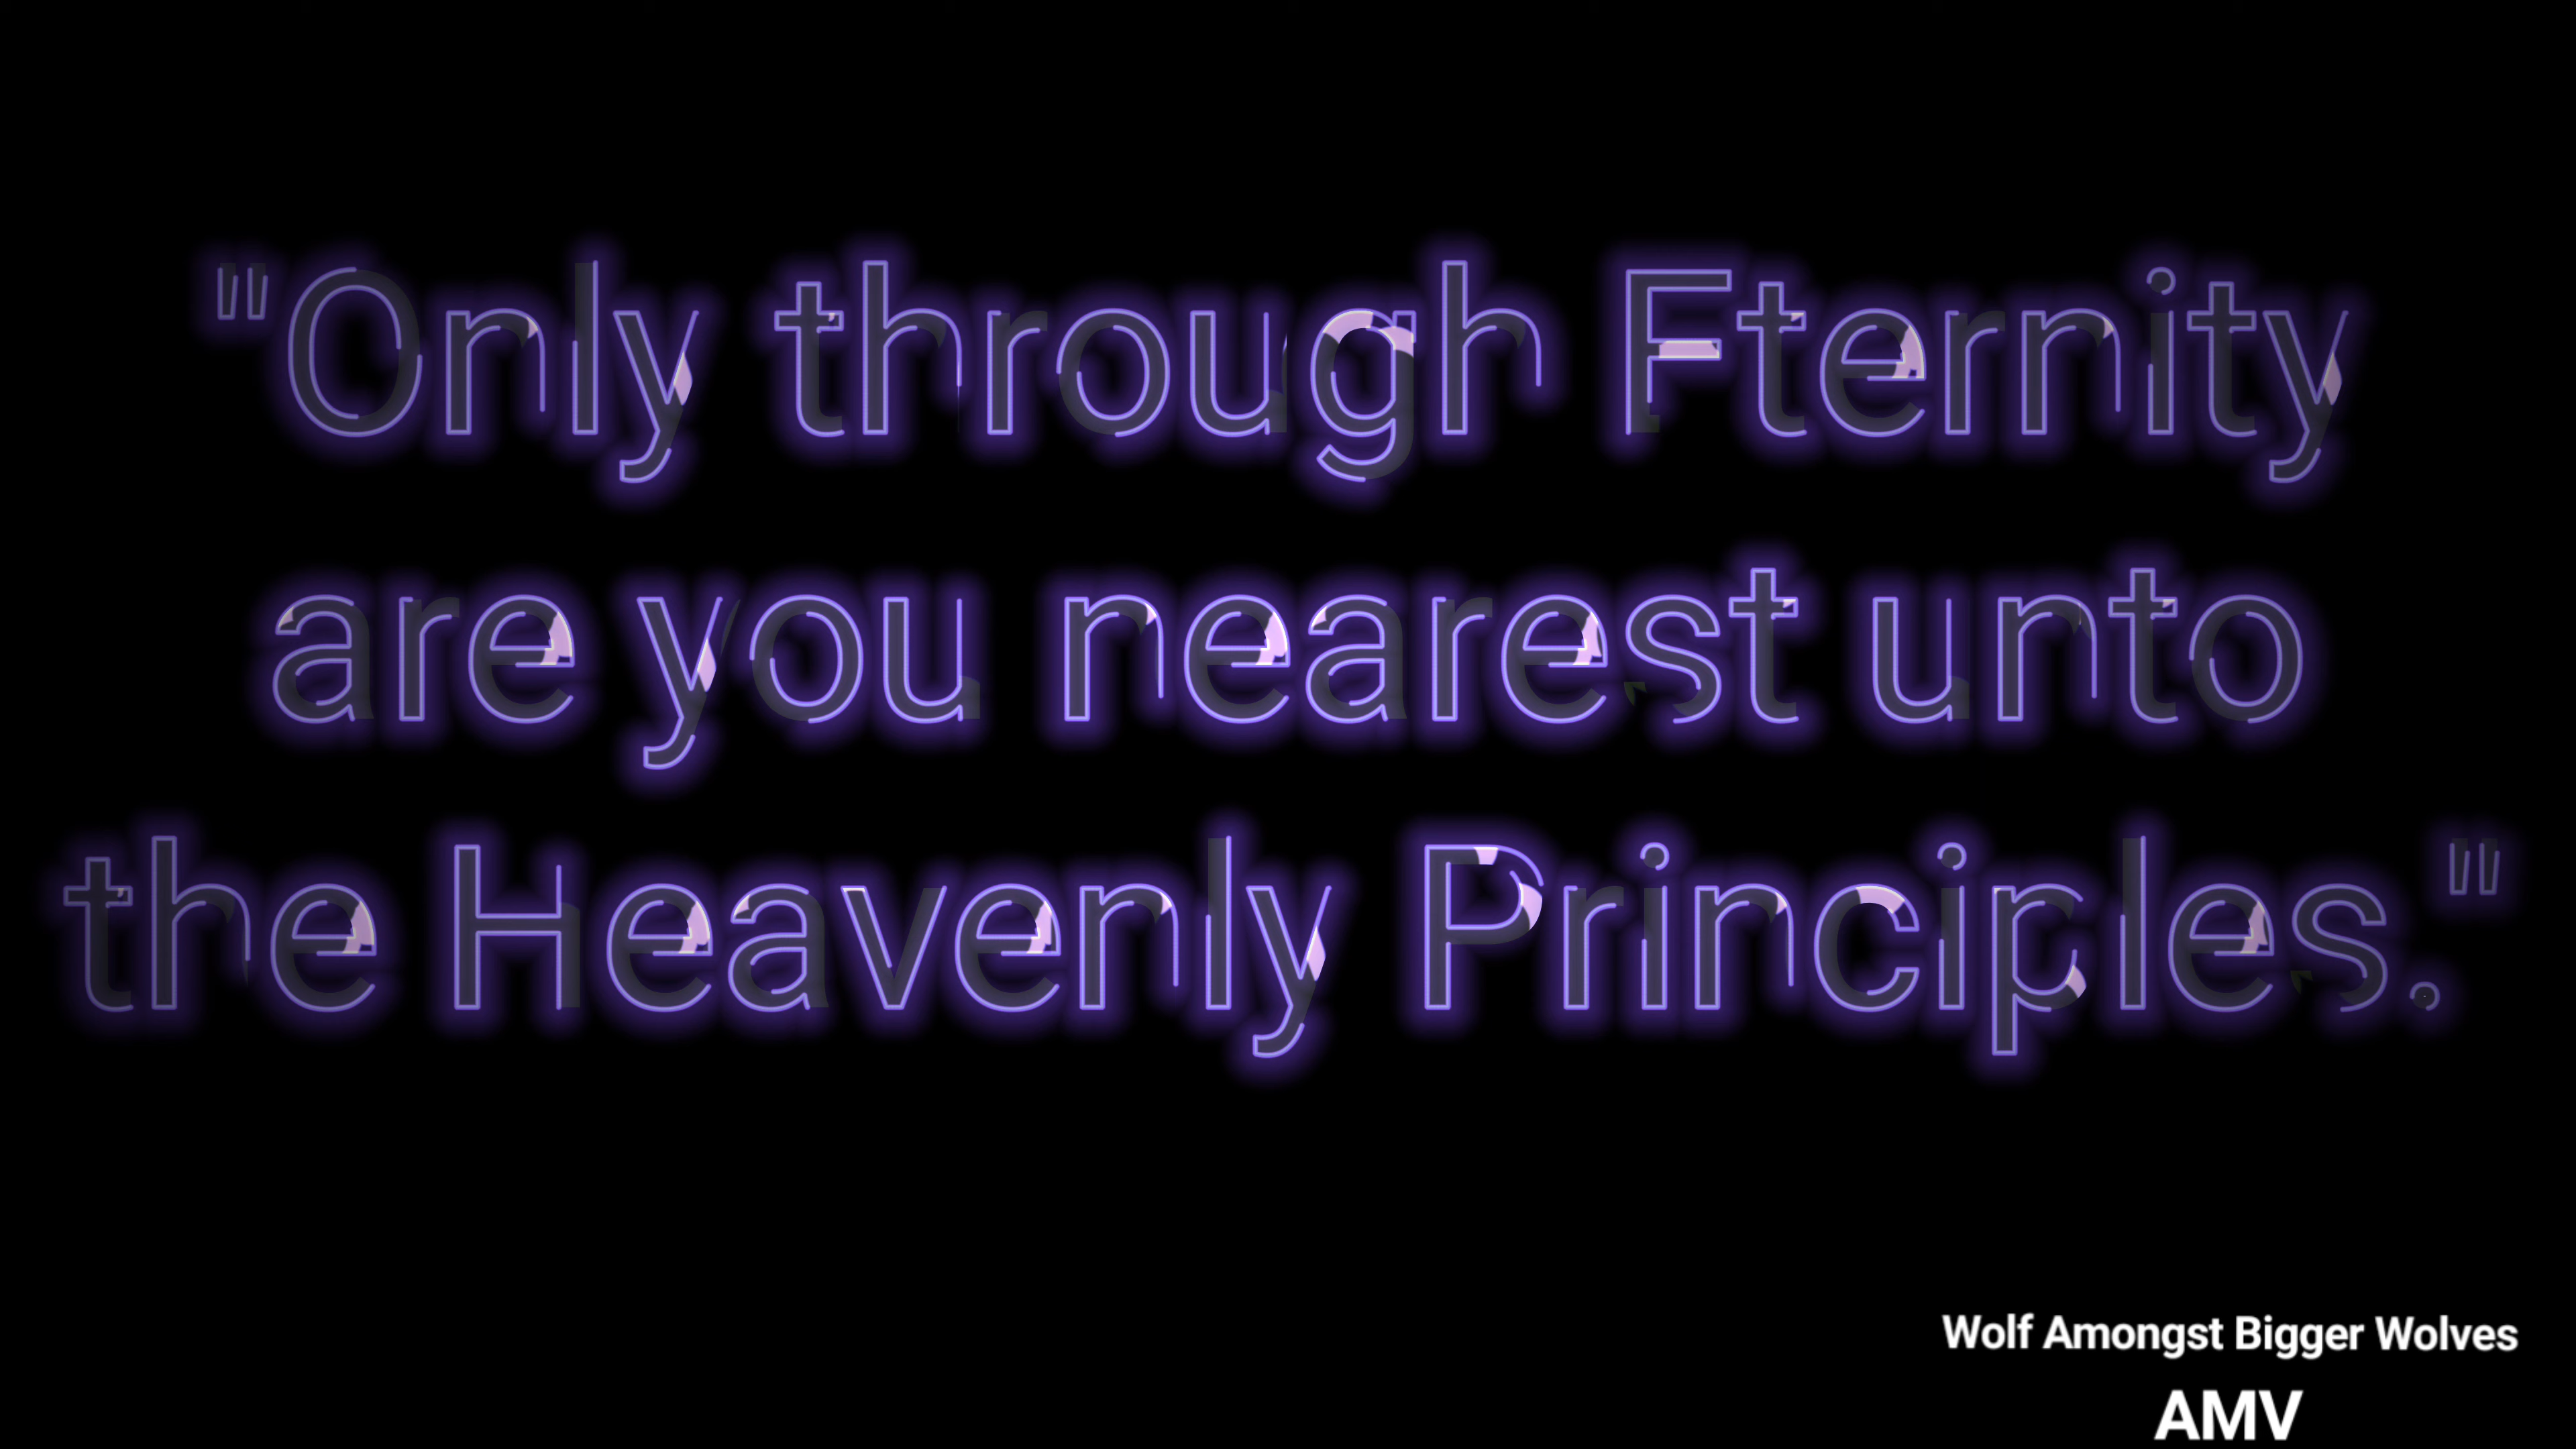 "Only through Eternity
are you nearest unto
the Heavenly Principles."
Wolf Amongst Bigger Wolves
AMV